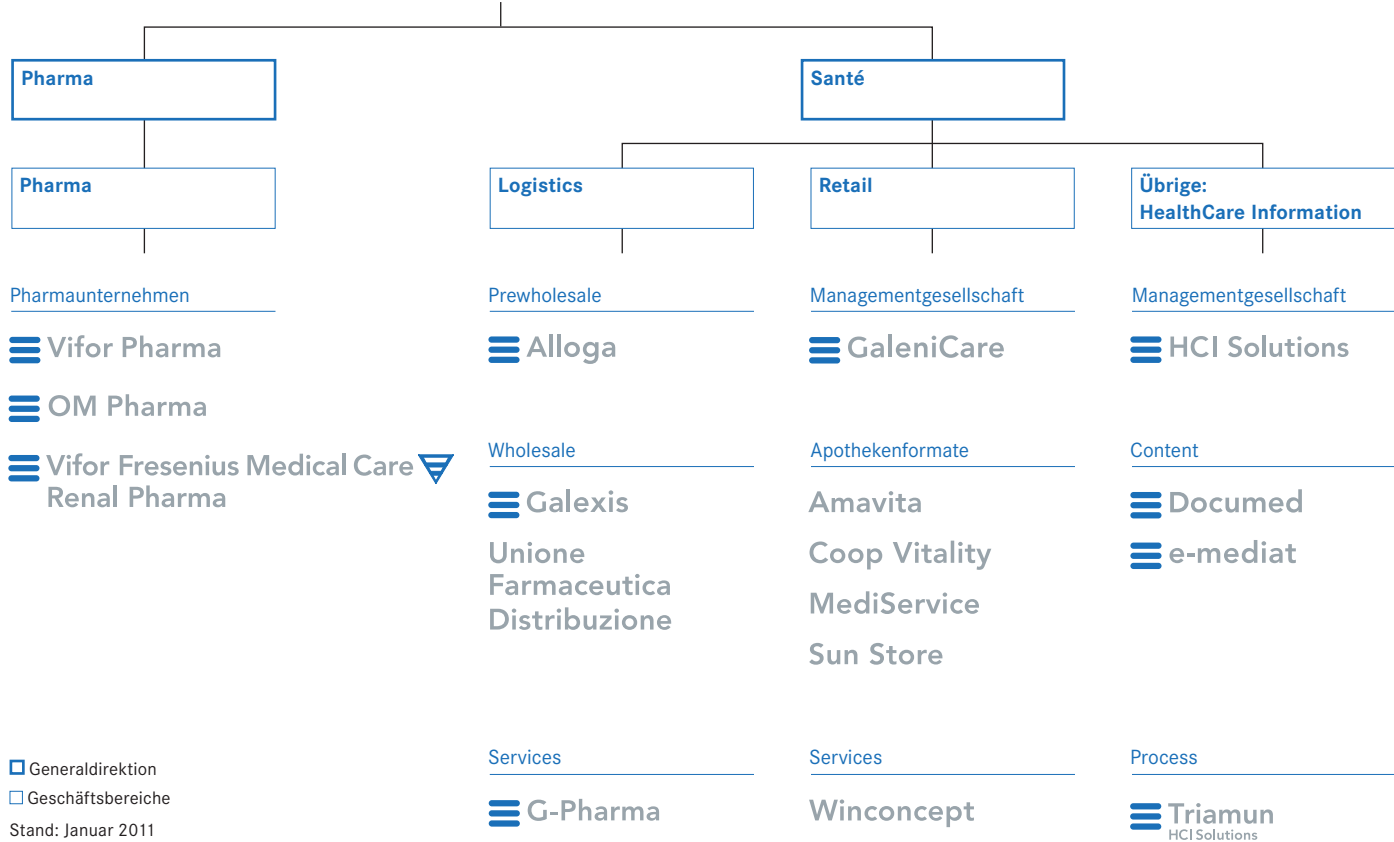 Pharma
Santé
Pharma
Logistics
Retail
Übrige:
HealthCare Information
Pharmaunternehmen
Vifor Pharma
OM Pharma
Vifor Fresenius Medical Care
Renal Pharma
Prewholesale
Alloga
Wholesale
Galexis
Unione
Farmaceutica
Distribuzione
Services
G-Pharma
Managementgesellschaft
GaleniCare
Apothekenformate
Amavita
Coop Vitality
MediService
Sun Store
Services
Winconcept
Managementgesellschaft
HCI Solutions
Content
Documed
e-mediat
Process
Triamun
HCI Solutions
Generaldirektion
Geschäftsbereiche
Stand: Januar 2011